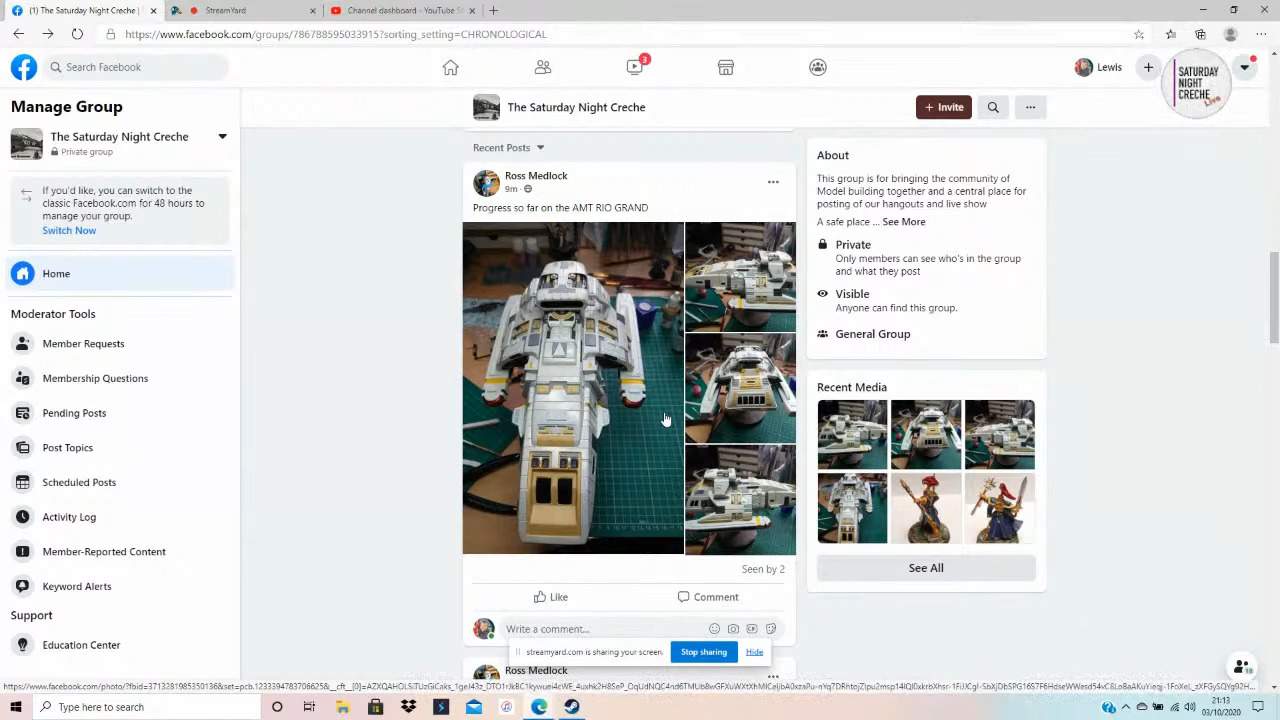 (1) The Saturday Night Creche |
StreamYard
Channel dashboard - YouTube S
https://www.facebook.com/groups/786788595033915?sorting_setting=CHRONOLOGICAL
Search Facebook
3
Lewis
SATURDAY
NIGHT
CRECHE
Live
Manage Group
The Saturday Night Creche
Private group
If you'd like, you can switch to the
classic Facebook.com for 48 hours to
manage your group.
Switch Now
Home
Moderator Tools
Member Requests
Membership Questions
Pending Posts
Post Topics
Scheduled Posts
Activity Log
Member-Reported Content
Keyword Alerts
Support
Education Center
The Saturday Night Creche
+ Invite
Recent Posts
Ross Medlock
9m
Progress so far on the AMT RIO GRAND
Seen by 2
Like
Comment
Write a comment...
streamyard.com is sharing your screen.
Stop sharing
Hide
Ross Medlock
About
This group is for bringing the community of
Model building together and a central place for
posting of our hangouts and live show
A safe place ... See More
Private
Only members can see who's in the group
and what they post
Visible
Anyone can find this group.
General Group
Recent Media
See All
Type here to search
21:13
03/10/2020